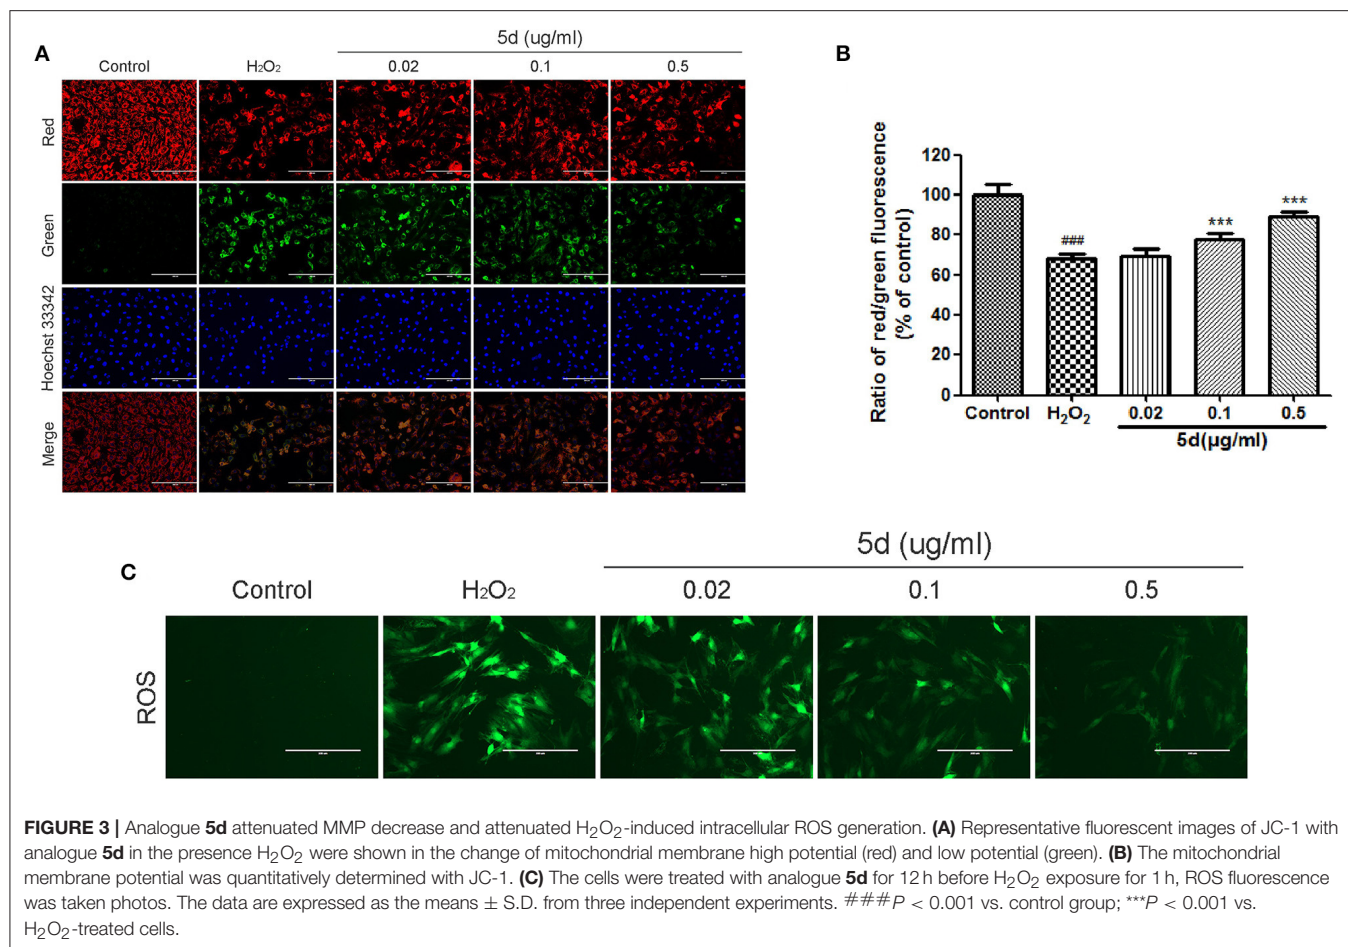 A
5d (ug/ml)
Control
H₂O₂
0.02
0.1
0.5
Red
Green
Hoechst 33342
Merge
B
Ratio of red/green fluorescence
(% of control)
120
100
80
60
40
20
0
###
***
***
Control
H₂O₂
0.02
0.1
0.5
5d(µg/ml)
C
5d (ug/ml)
Control
H₂O₂
0.02
0.1
0.5
ROS
FIGURE 3 | Analogue 5d attenuated MMP decrease and attenuated H₂O₂-induced intracellular ROS generation. (A) Representative fluorescent images of JC-1 with
analogue 5d in the presence H₂O₂ were shown in the change of mitochondrial membrane high potential (red) and low potential (green). (B) The mitochondrial
membrane potential was quantitatively determined with JC-1. (C) The cells were treated with analogue 5d for 12 h before H₂O₂ exposure for 1 h, ROS fluorescence
was taken photos. The data are expressed as the means ± S.D. from three independent experiments. ###P < 0.001 vs. control group; ***P < 0.001 vs.
H₂O₂-treated cells.